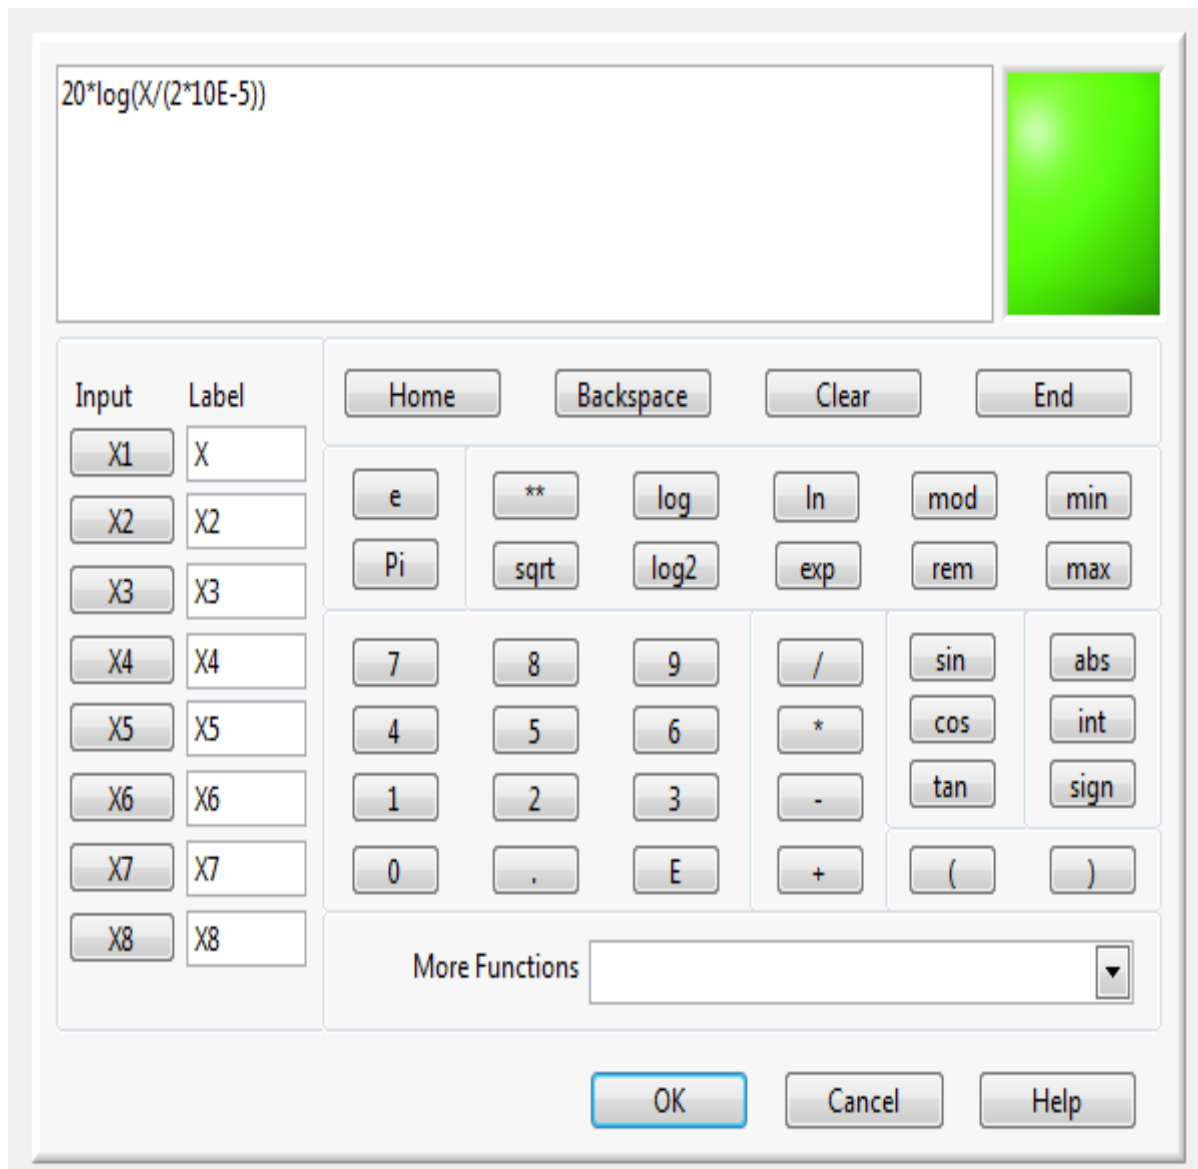 20*log(X/(2*10E-5))
Input Label Home Backspace Clear End
X1 X
e ** log ln mod min
X2 X2
Pi sqrt log2 exp rem max
X3 X3
X4 X4 7 8 9 / sin abs
X5 X5 4 5 6 * cos int
X6 X6 1 2 3 - tan sign
X7 X7 0 . E + ( )
X8 X8
More Functions
OK Cancel Help